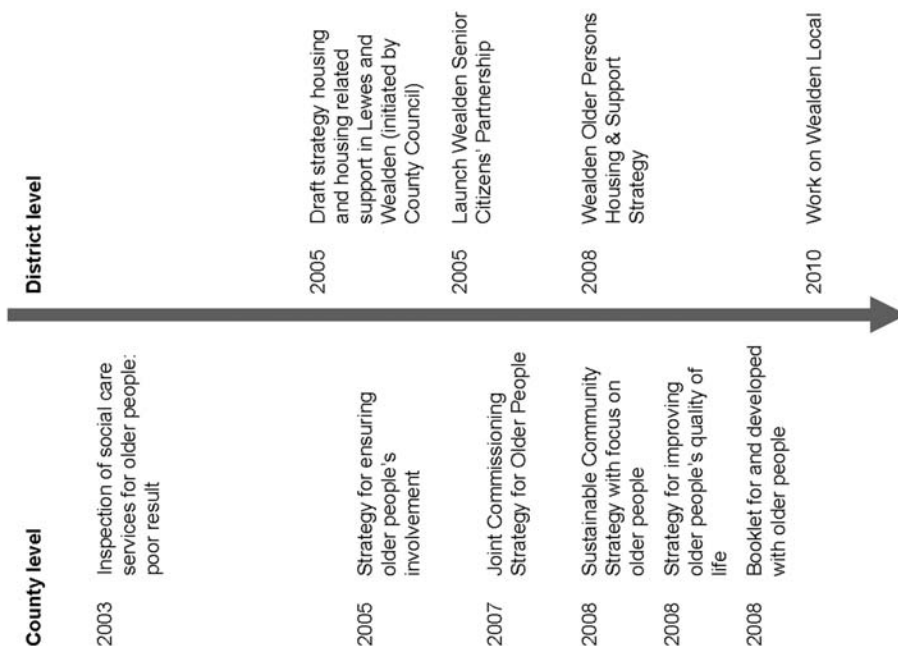 County level
2003
Inspection of social care
services for older people:
poor result
2005
Strategy for ensuring
older people's
involvement
2007
Joint Commissioning
Strategy for Older People
2008
Sustainable Community
Strategy with focus on
older people
2008
Strategy for improving
older people's quality of
life
2008
Booklet for and developed
with older people
District level
2005
Draft strategy housing
and housing related
support in Lewes and
Wealden (initiated by
County Council)
2005
Launch Wealden Senior
Citizens' Partnership
2008
Wealden Older Persons
Housing & Support
Strategy
2010
Work on Wealden Local